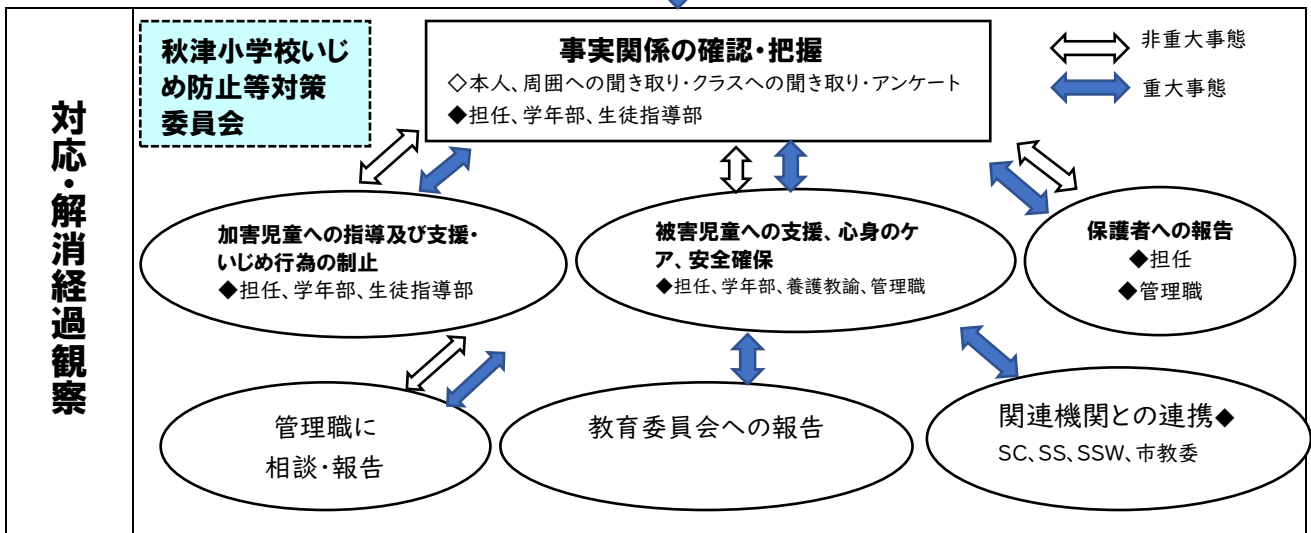 対応・解消経過観察
秋津小学校いじ
め防止等対策
委員会
事実関係の確認・把握
◇本人、周囲への聞き取り・クラスへの聞き取り・アンケート
◆担任、学年部、生徒指導部
非重大事態
重大事態
加害児童への指導及び支援・
いじめ行為の制止
◆担任、学年部、生徒指導部
被害児童への支援、心身のケ
ア、安全確保
◆担任、学年部、養護教諭、管理職
保護者への報告
◆担任
◆管理職
管理職に
相談・報告
教育委員会への報告
関連機関との連携◆
SC、SS、SSW、市教委